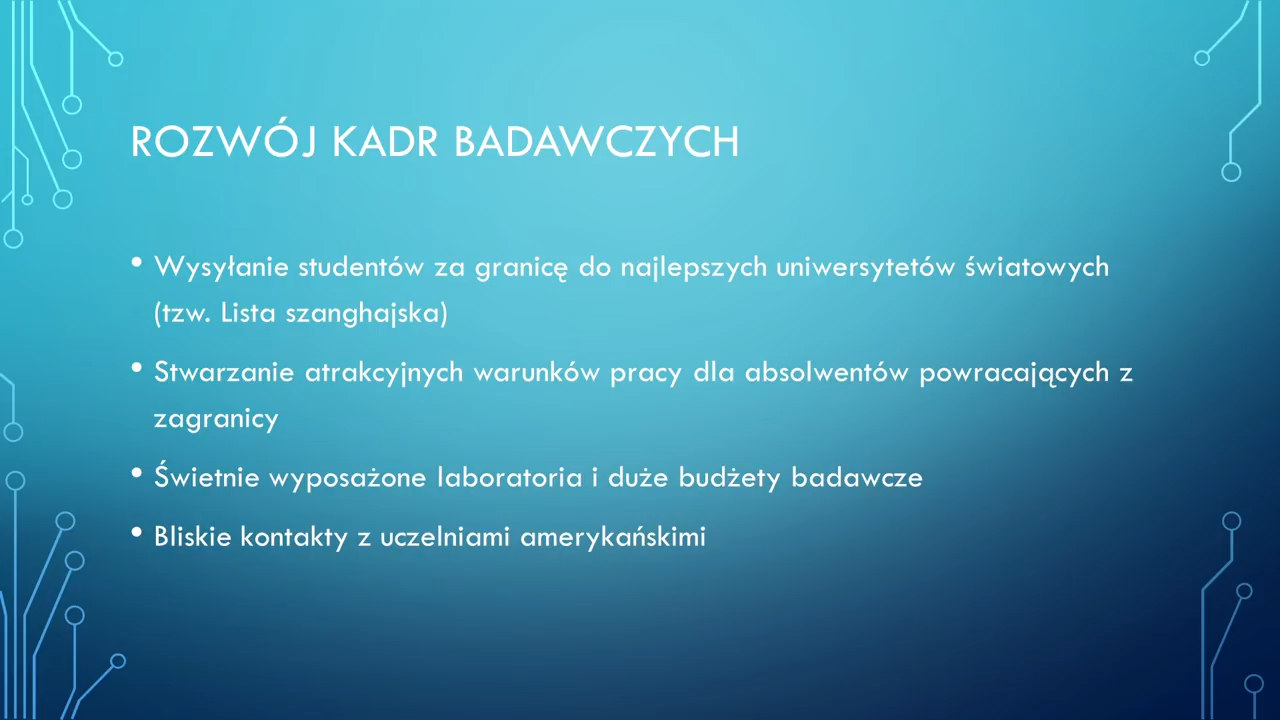 ROZWÓJ KADR BADAWCZYCH
• Wysyłanie studentów za granicę do najlepszych uniwersytetów światowych
(tzw. Lista szanghajska)
• Stwarzanie atrakcyjnych warunków pracy dla absolwentów powracających z
zagranicy
• Świetnie wyposażone laboratoria i duże budżety badawcze
• Bliskie kontakty z uczelniami amerykańskimi